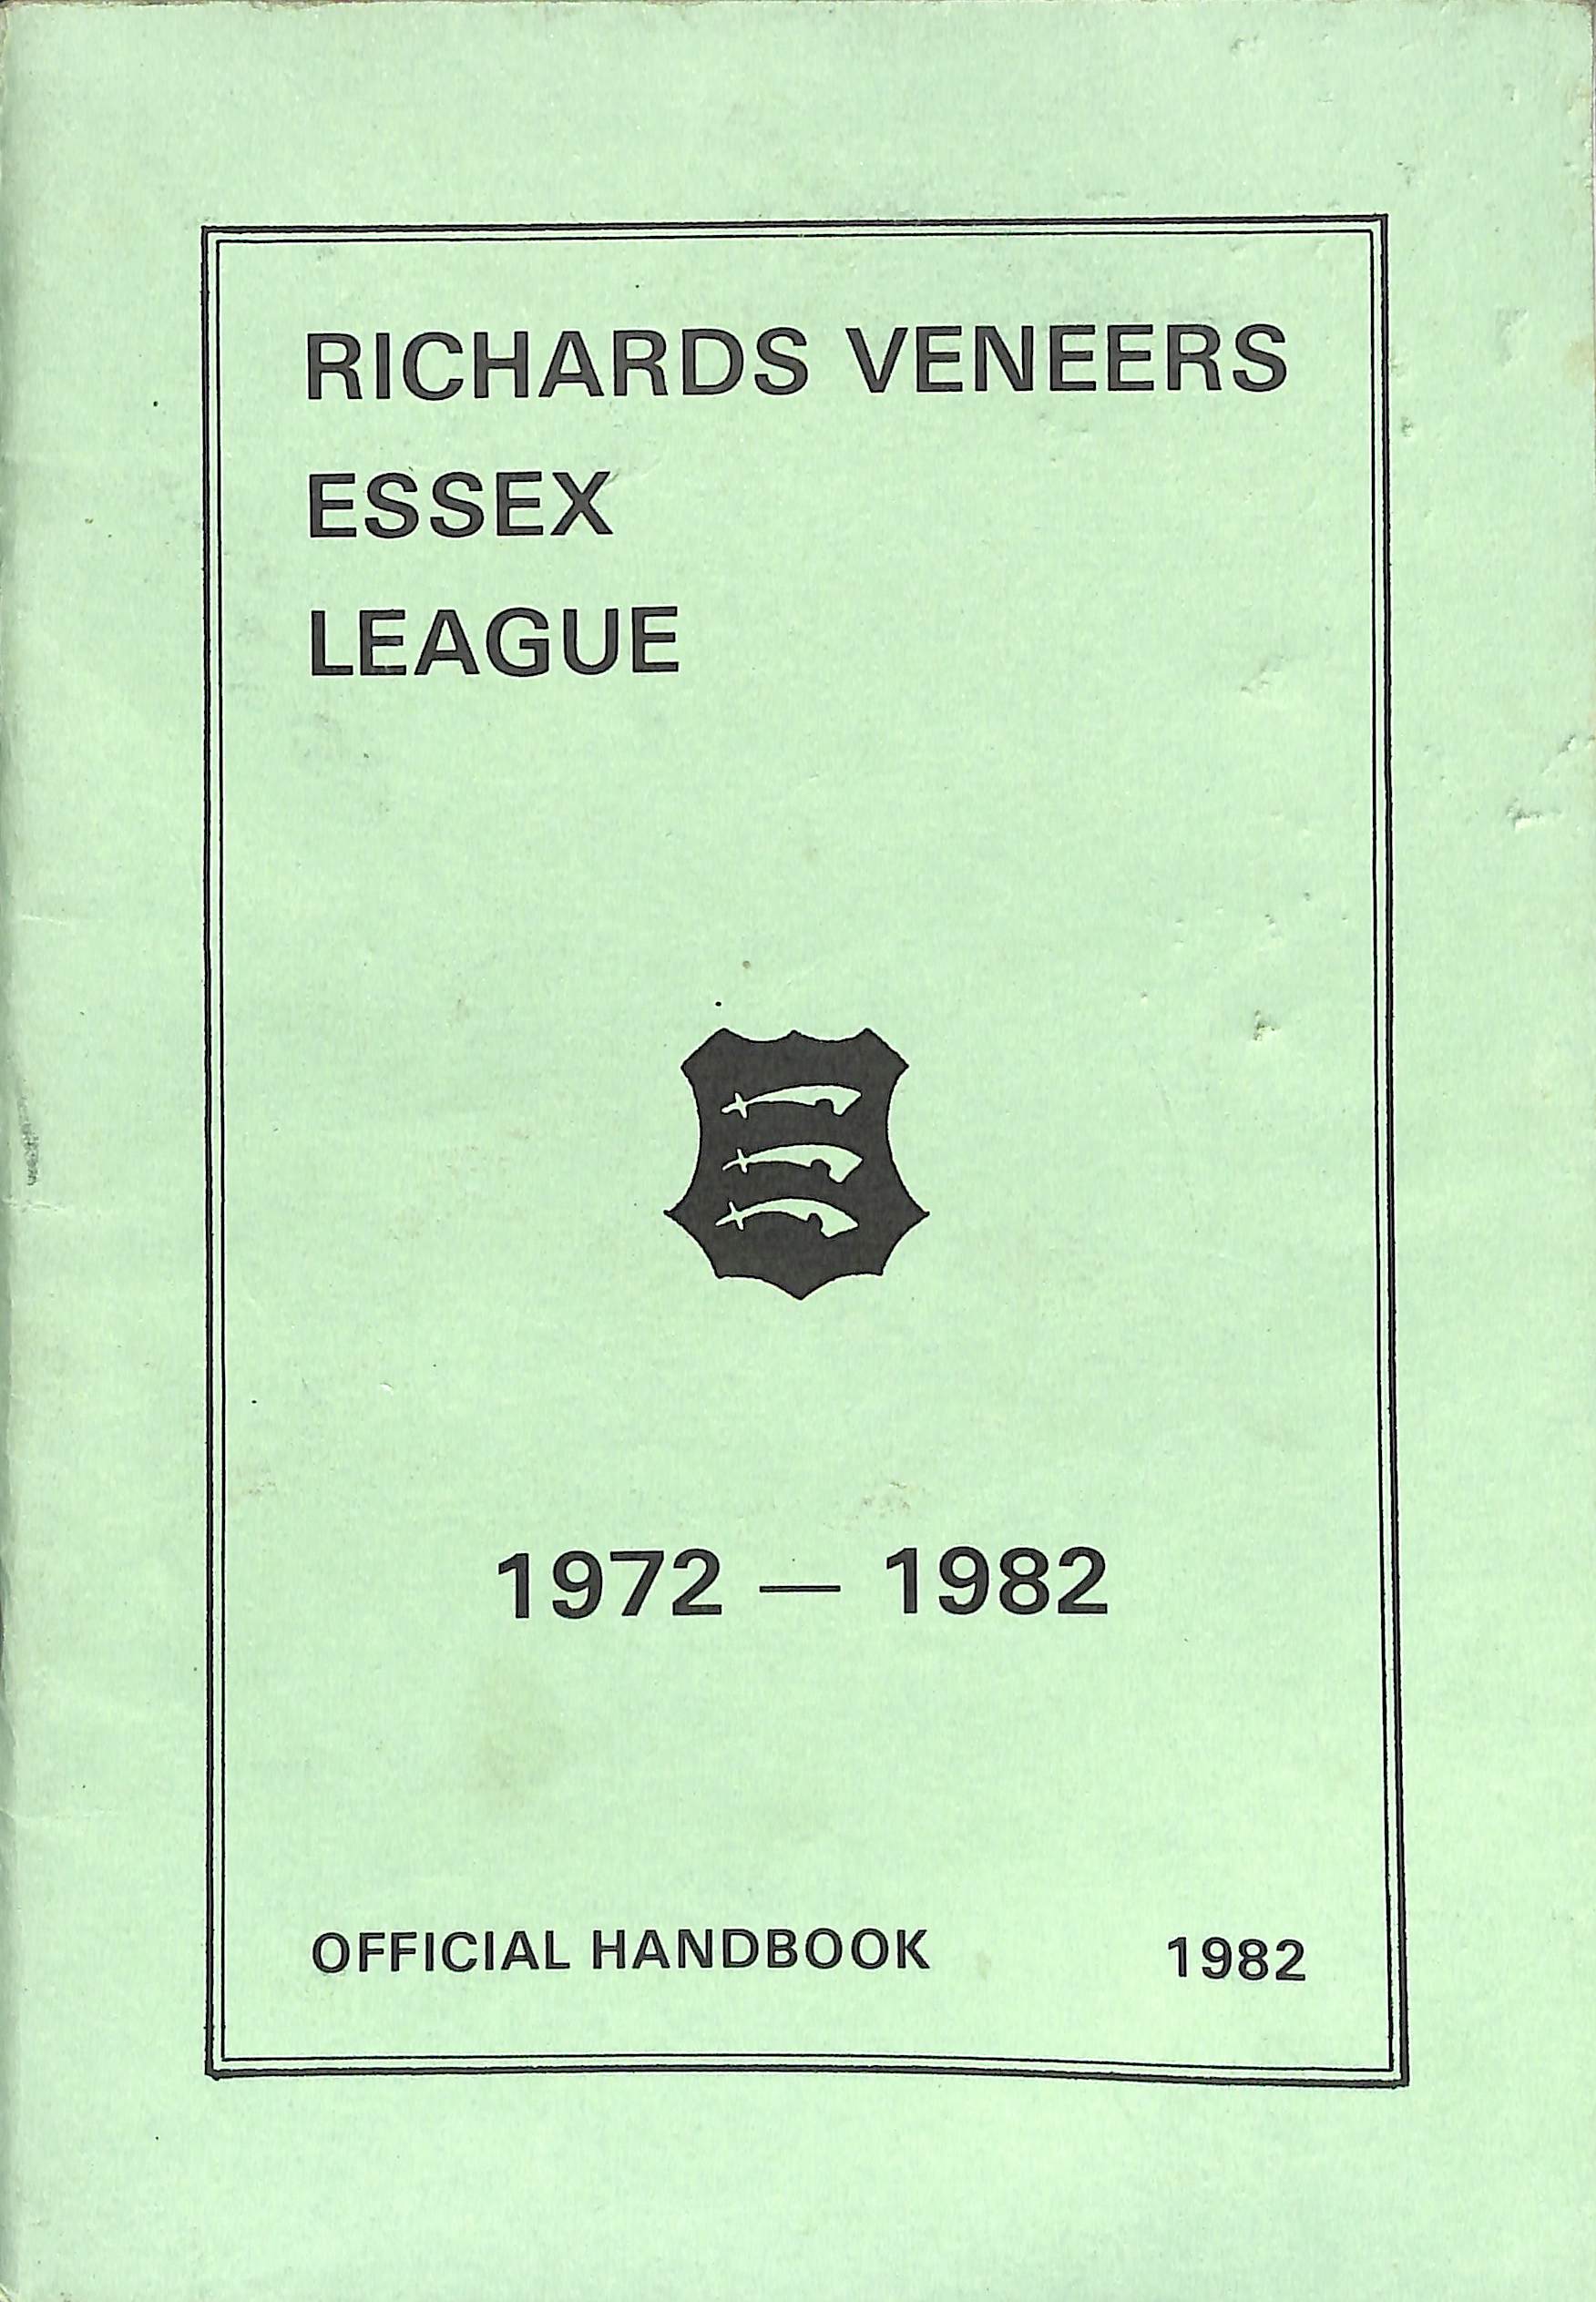 RICHARDS VENEERS
ESSEX
LEAGUE
1972 — 1982
OFFICIAL HANDBOOK 1982